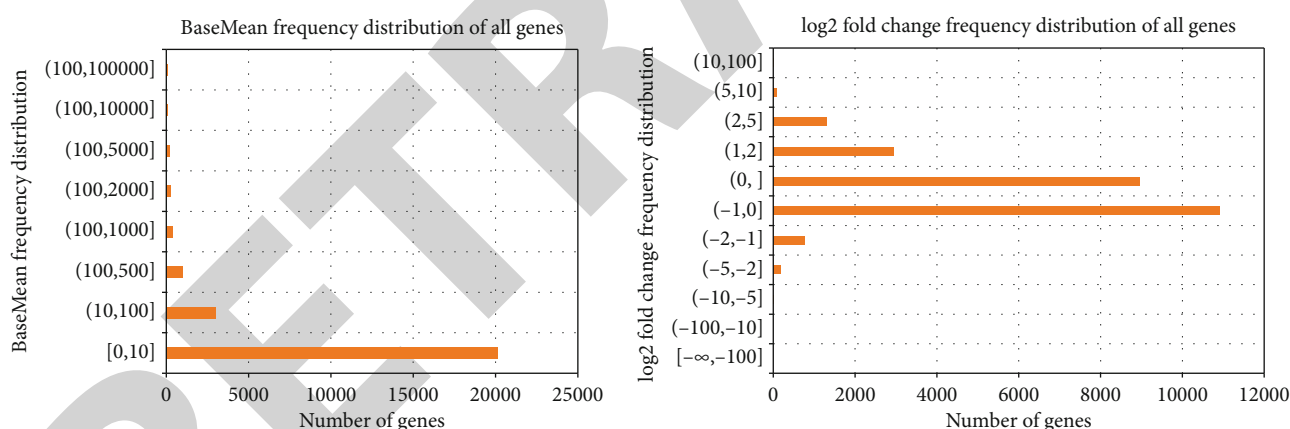 BaseMean frequency distribution of all genes
BaseMean frequency distribution
(100,100000]
(100,10000]
(100,5000]
(100,2000]
(100,1000]
(100,500]
(10,100]
[0,10]
0 5000 10000 15000 20000 25000
Number of genes
log2 fold change frequency distribution of all genes
log2 fold change frequency distribution
(10,100]
(5,10]
(2,5]
(1,2]
(0, ]
(−1,0]
(−2,−1]
(−5,−2]
(−10,−5]
(−100,−10]
[−∞,−100]
0 2000 4000 6000 8000 10000 12000
Number of genes